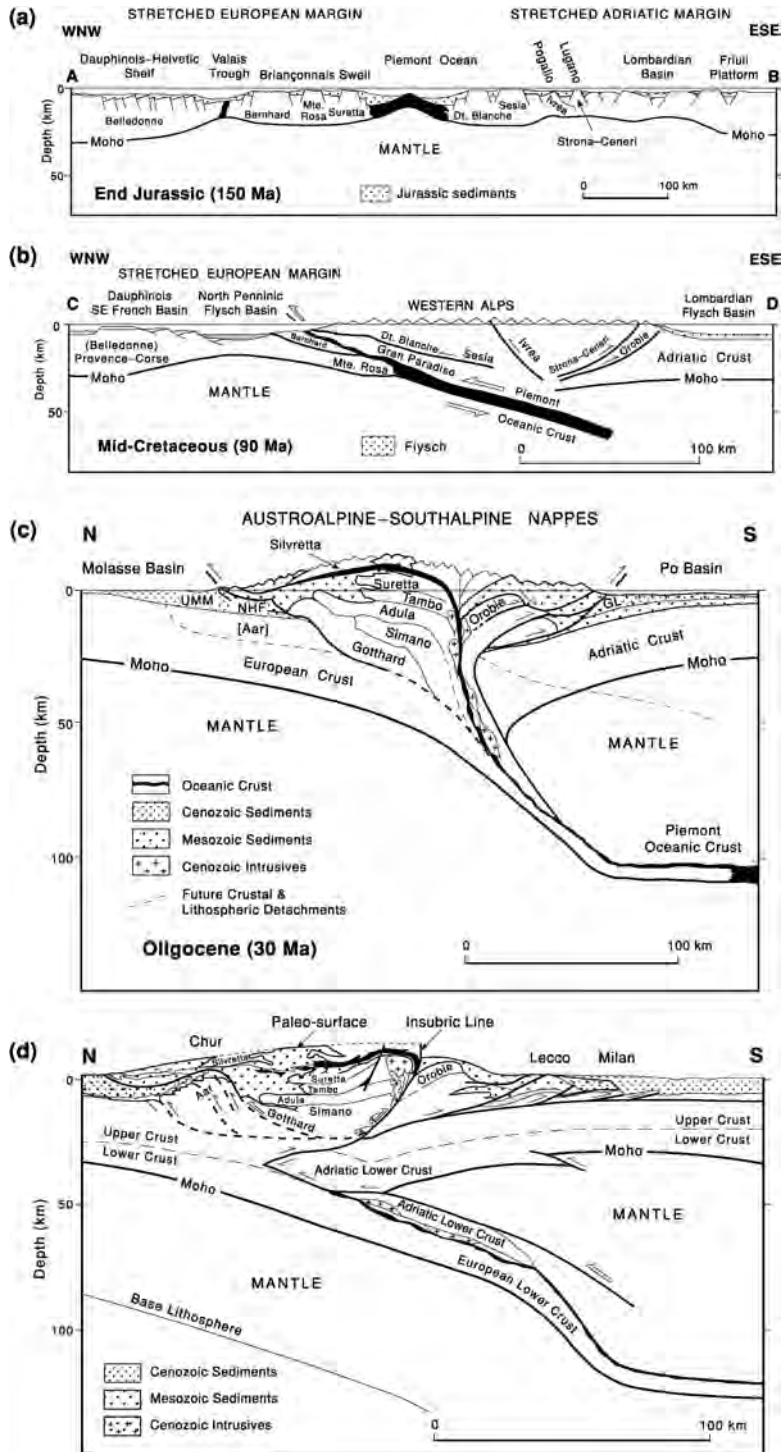 (a)
STRETCHED EUROPEAN MARGIN
STRETCHED ADRIATIC MARGIN
WNW
ESE
Dauphinois-Helvetic
Shelf
Valais
Trough
Briançonnais Swell
Piemont Ocean
Pogallo
Lugano
Lombardian
Basin
Friuli
Platform
A
B
0
50
Depth (km)
Belledonne
Bernhard
Mte.
Rosa
Suretta
Dt. Blanche
Sesia
Ivrea
Strona-Ceneri
Moho
MANTLE
Moho
End Jurassic (150 Ma)
Jurassic sediments
0
100 km
(b)
WNW
ESE
STRETCHED EUROPEAN MARGIN
C
Dauphinois
SE French Basin
North Penninic
Flysch Basin
WESTERN ALPS
Lombardian
Flysch Basin
D
0
50
Depth (km)
(Belledonne)
Provence-Corse
Moho
MANTLE
Bernhard
Dt. Blanche
Sesia
Gran Paradiso
Mte. Rosa
Ivrea
Strona-Ceneri
Orobie
Adriatic Crust
Moho
Piemont
Oceanic Crust
Mid-Cretaceous (90 Ma)
Flysch
0
100 km
(c)
AUSTROALPINE-SOUTHALPINE NAPPES
N
S
Silvretta
Molasse Basin
Po Basin
0
50
100
Depth (km)
UMM
NHF
[Aar]
Suretta
Tambo
Adula
Simano
Gotthard
Orobie
GL
Adriatic Crust
Moho
European Crust
Moho
MANTLE
MANTLE
Oceanic Crust
Cenozoic Sediments
Mesozoic Sediments
Cenozoic Intrusives
Future Crustal &
Lithospheric Detachments
Piemont
Oceanic Crust
Oligocene (30 Ma)
0
100 km
(d)
N
S
Paleo-surface
Insubric Line
Chur
Lecco
Milan
Silvretta
0
50
100
Depth (km)
Aar
Gotthard
Suretta
Tambo
Adula
Simano
Orobie
Upper Crust
Lower Crust
Moho
Upper Crust
Lower Crust
Moho
Adriatic Lower Crust
Adriatic Lower Crust
European Lower Crust
MANTLE
MANTLE
Base Lithosphere
Cenozoic Sediments
Mesozoic Sediments
Cenozoic Intrusives
0
100 km